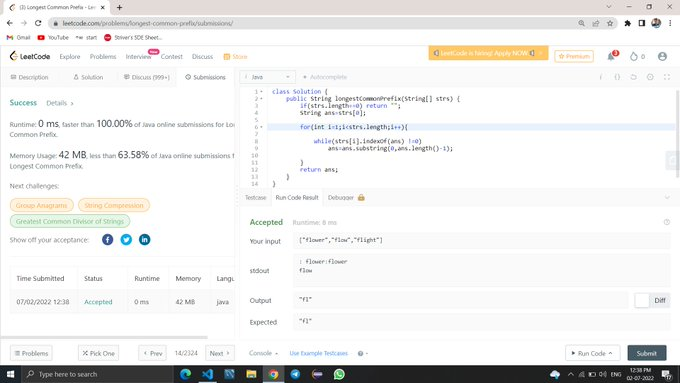 (3) Longest Common Prefix - Le
leetcode.com/problems/longest-common-prefix/submissions/
Gmail YouTube start Striver's SDE Sheet...
LeetCode Explore Problems Interview New Contest Discuss Store
LeetCode is hiring! Apply NOW.
Premium 0
Description Solution Discuss (999+) Submissions
Java Autocomplete
Success Details >
Runtime: 0 ms, faster than 100.00% of Java online submissions for Lo
Common Prefix.
Memory Usage: 42 MB, less than 63.58% of Java online submissions f
Longest Common Prefix.
Next challenges:
Group Anagrams String Compression
Greatest Common Divisor of Strings
Show off your acceptance:
Time Submitted Status Runtime Memory Langu
07/02/2022 12:38 Accepted 0 ms 42 MB java
Problems Pick One < Prev 14/2324 Next >
1 class Solution {
2 public String longestCommonPrefix(String[] strs) {
3 if(strs.length==0) return "";
4 String ans=strs[0];
5
6 for(int i=1;i<strs.length;i++){
7
8 while(strs[i].indexOf(ans) !=0)
9 ans=ans.substring(0,ans.length()-1);
10
11 }
12 return ans;
13 }
14 }
Testcase Run Code Result Debugger
Accepted Runtime: 8 ms
Your input ["flower","flow","flight"]
stdout : flower:flower
flow
Output "fl" Diff
Expected "fl"
Console Use Example Testcases Run Code Submit
Type here to search
ENG
12:38 PM
02-07-2022